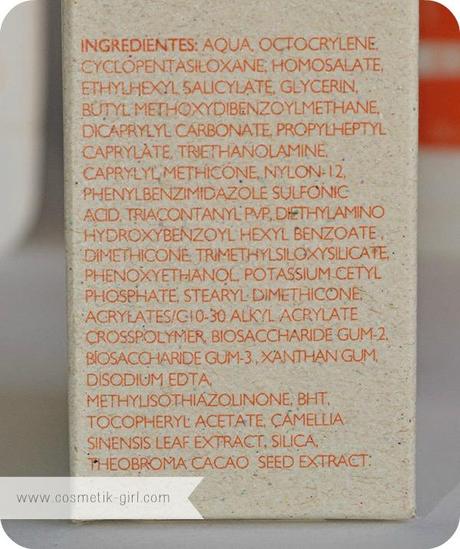 INGREDIENTES: AQUA, OCTOCRYLENE,
CYCLOPENTASILOXANE, HOMOSALATE,
ETHYLHEXYL SALICYLATE, GLYCERIN,
BUTYL METHOXYDIBENZOYLMETHANE,
DICAPRYLYL CARBONATE, PROPYLHEPTYL
CAPRYLATE, TRIETHANOLAMINE,
CAPRYLYL METHICONE, NYLON-12,
PHENYLBENZIMIDAZOLE SULFONIC
ACID, TRIACONTANYL PVP, DIETHYLAMINO
HYDROXYBENZOYL HEXYL BENZOATE,
DIMETHICONE, TRIMETHYLSILOXYSILICATE,
PHENOXYETHANOL, POTASSIUM CETYL
PHOSPHATE, STEARYL DIMETHICONE,
ACRYLATES/C10-30 ALKYL ACRYLATE
CROSSPOLYMER, BIOSACCHARIDE GUM-2,
BIOSACCHARIDE GUM-3, XANTHAN GUM,
DISODIUM EDTA,
METHYLISOTHIAZOLINONE, BHT,
TOCOPHERYL ACETATE, CAMELLIA
SINENSIS LEAF EXTRACT, SILICA,
THEOBROMA CACAO SEED EXTRACT.
www.cosmetik-girl.com